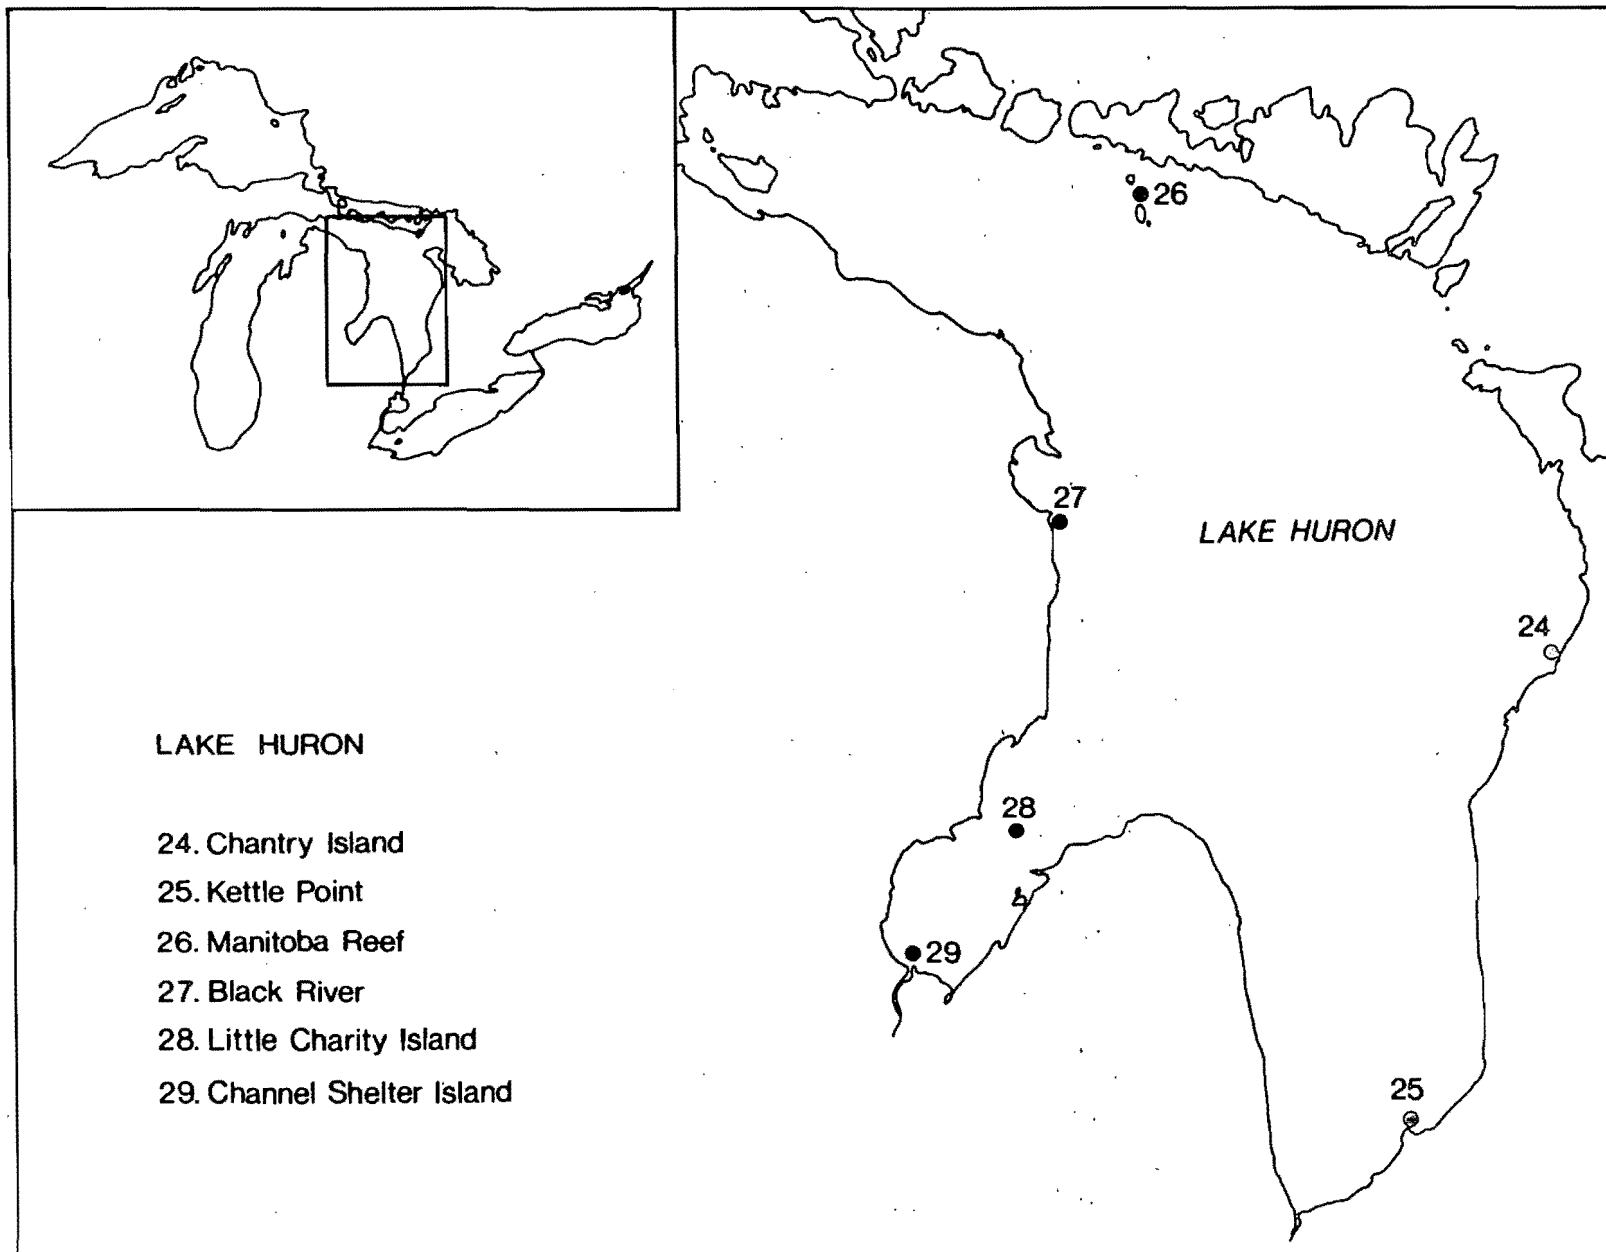 26
27
LAKE HURON
24
LAKE HURON
28
24. Chantry Island
25. Kettle Point
26. Manitoba Reef
29
27. Black River
28. Little Charity Island
29. Channel Shelter Island
25